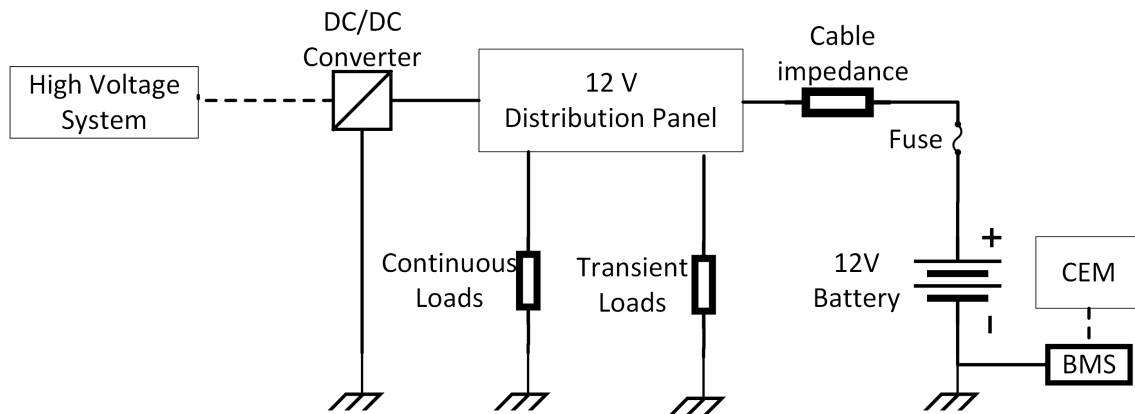 DC/DC
Converter
High Voltage
System
12 V
Distribution Panel
Cable
impedance
Fuse
Continuous
Loads
Transient
Loads
12V
Battery
+
-
CEM
BMS